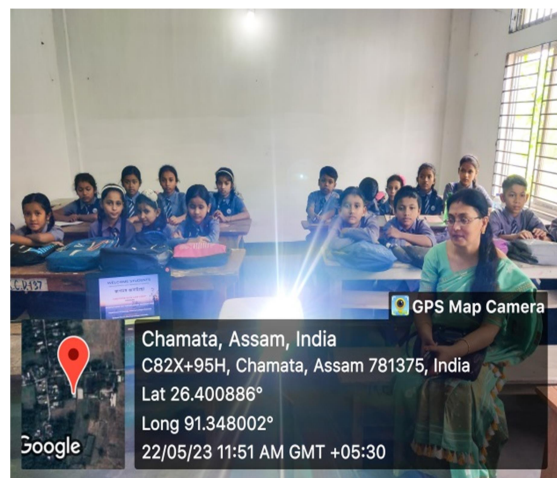 GPS Map Camera
Chamata, Assam, India
C82X+95H, Chamata, Assam 781375, India
Lat 26.400886°
Long 91.348002°
22/05/23 11:51 AM GMT +05:30
Google